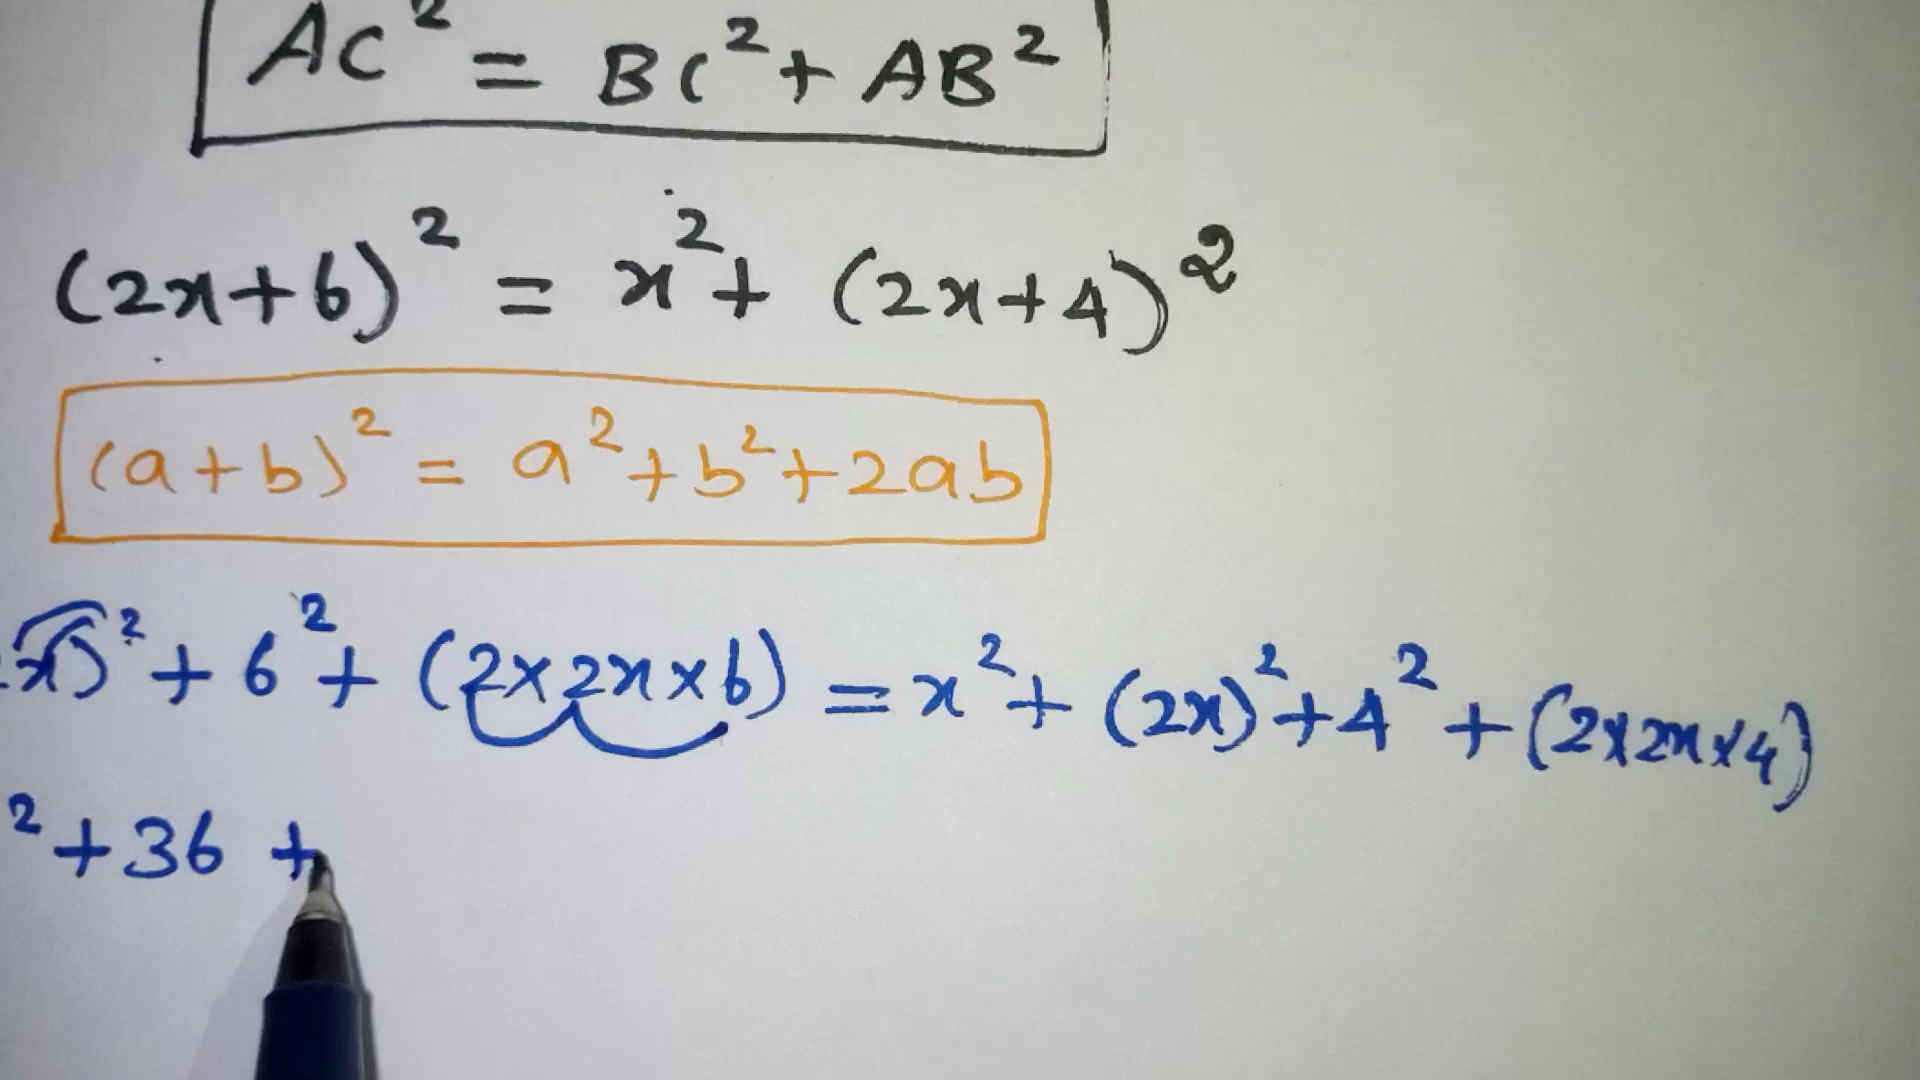 AC² = BC² + AB²
(2x+6)² = x² + (2x+4)²
(a+b)² = a² + b² + 2ab
x)² + 6² + (2×2x×6) = x² + (2x)² + 4² + (2×2x×4)
² + 36 +